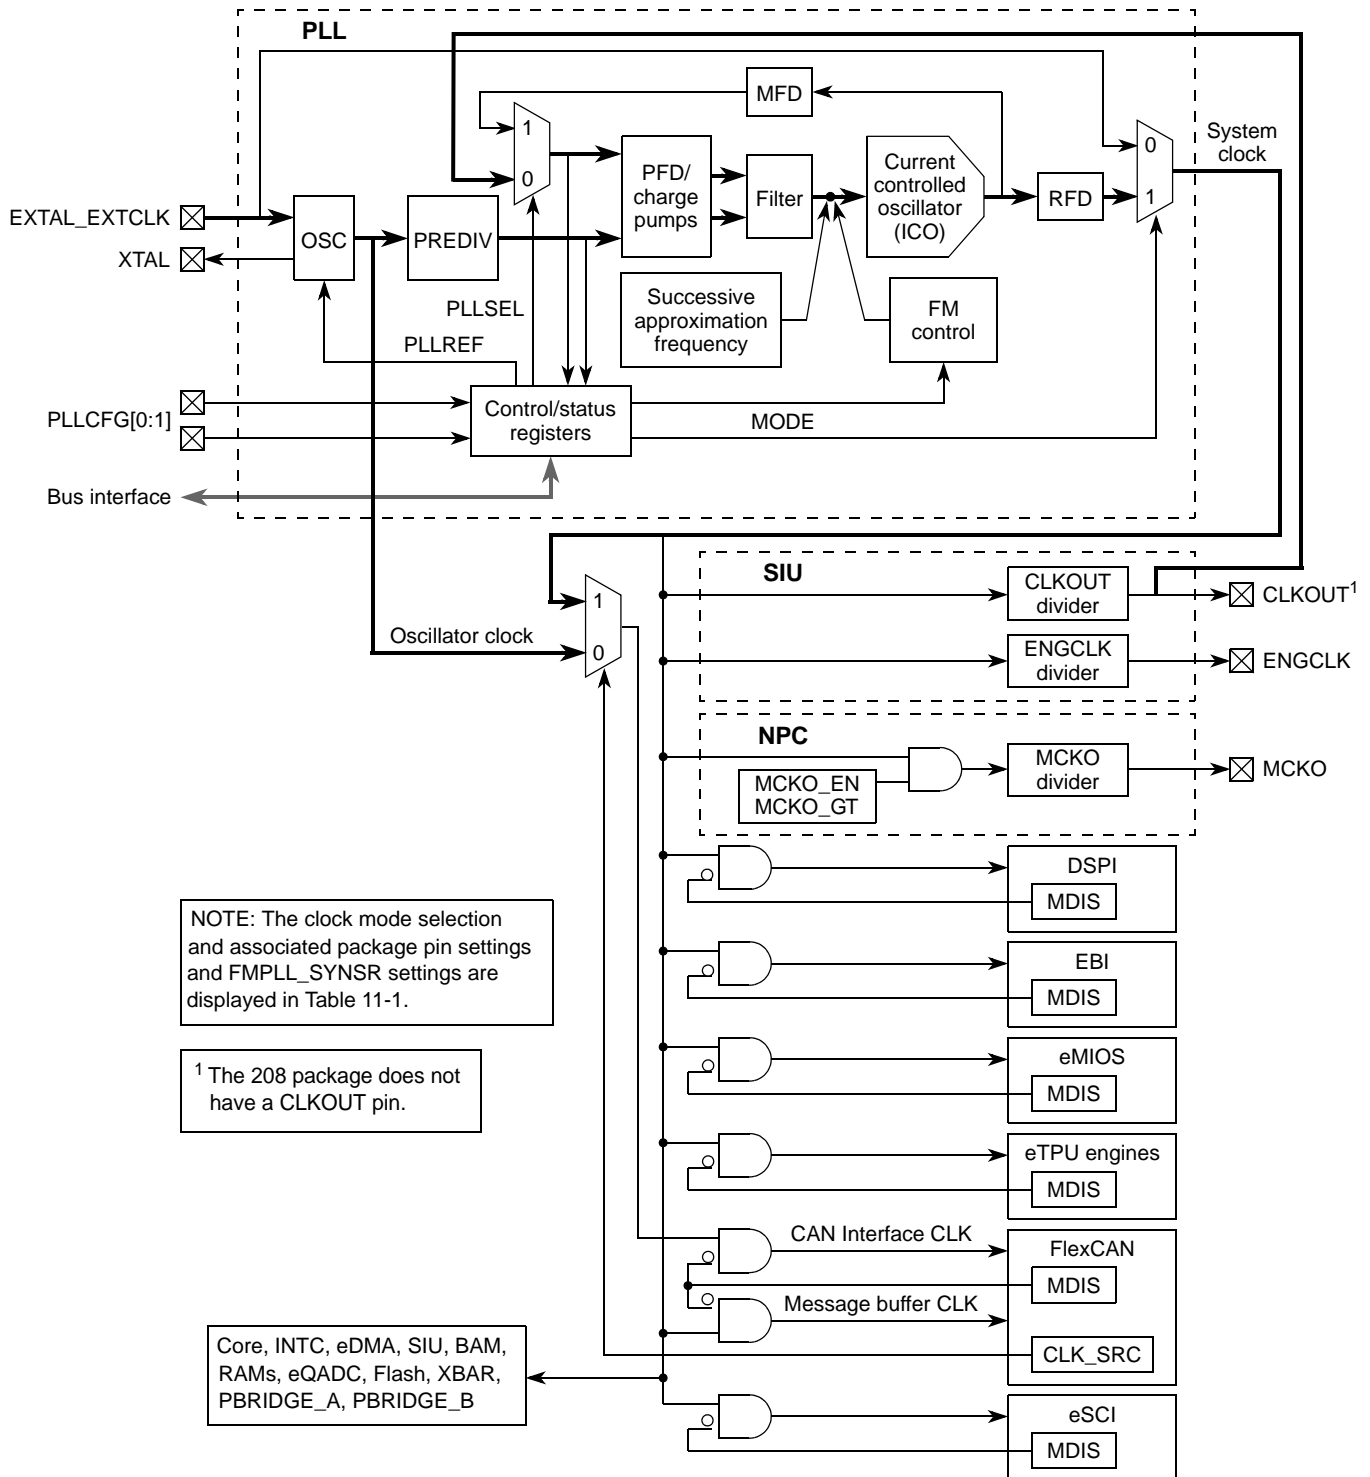 PLL
MFD
1
0
System
clock
0
1
PFD/
charge
pumps
Filter
Current
controlled
oscillator
(ICO)
RFD
EXTAL_EXTCLK
OSC
PREDIV
XTAL
PLLSEL
Successive
approximation
frequency
FM
control
PLLREF
PLLCFG[0:1]
Control/status
registers
MODE
Bus interface
SIU
CLKOUT
divider
CLKOUT1
1
0
Oscillator clock
ENGCLK
divider
ENGCLK
NPC
MCKO_EN
MCKO_GT
MCKO
divider
MCKO
DSPI
MDIS
NOTE: The clock mode selection
and associated package pin settings
and FMPLL_SYNSR settings are
displayed in Table 11-1.
EBI
MDIS
1 The 208 package does not
have a CLKOUT pin.
eMIOS
MDIS
eTPU engines
MDIS
CAN Interface CLK
FlexCAN
MDIS
Message buffer CLK
CLK_SRC
Core, INTC, eDMA, SIU, BAM,
RAMs, eQADC, Flash, XBAR,
PBRIDGE_A, PBRIDGE_B
eSCI
MDIS